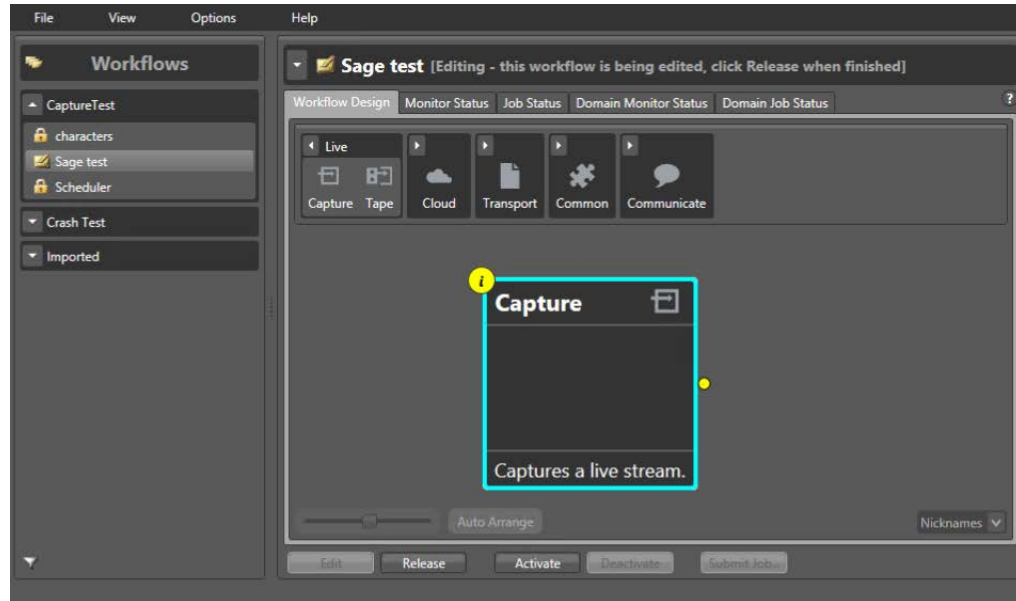 File View Options Help
Workflows
CaptureTest
characters
Sage test
Scheduler
Crash Test
Imported
Sage test [Editing - this workflow is being edited, click Release when finished]
Workflow Design Monitor Status Job Status Domain Monitor Status Domain Job Status ?
Live
Capture Tape Cloud Transport Common Communicate
i
Capture
Captures a live stream.
Auto Arrange Nicknames
Edit Release Activate Deactivate Submit Job...